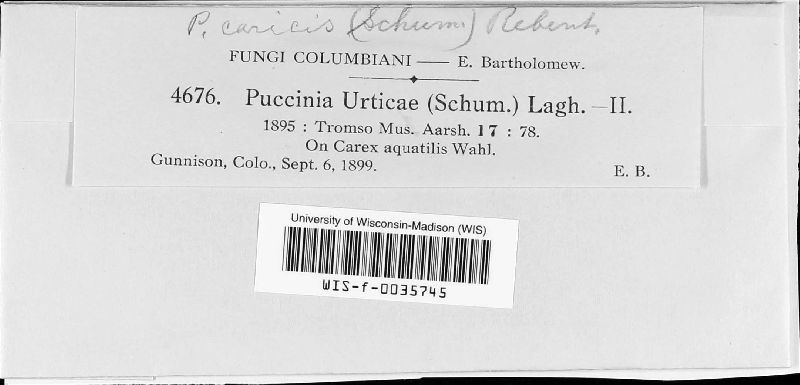 P. caricis (Schum.) Rebent.
FUNGI COLUMBIANI — E. Bartholomew.
4676. Puccinia Urticae (Schum.) Lagh. —II.
1895 : Tromso Mus. Aarsh. 17 : 78.
On Carex aquatilis Wahl.
Gunnison, Colo., Sept. 6, 1899.
E. B.
University of Wisconsin-Madison (WIS)
WIS-f-0035745